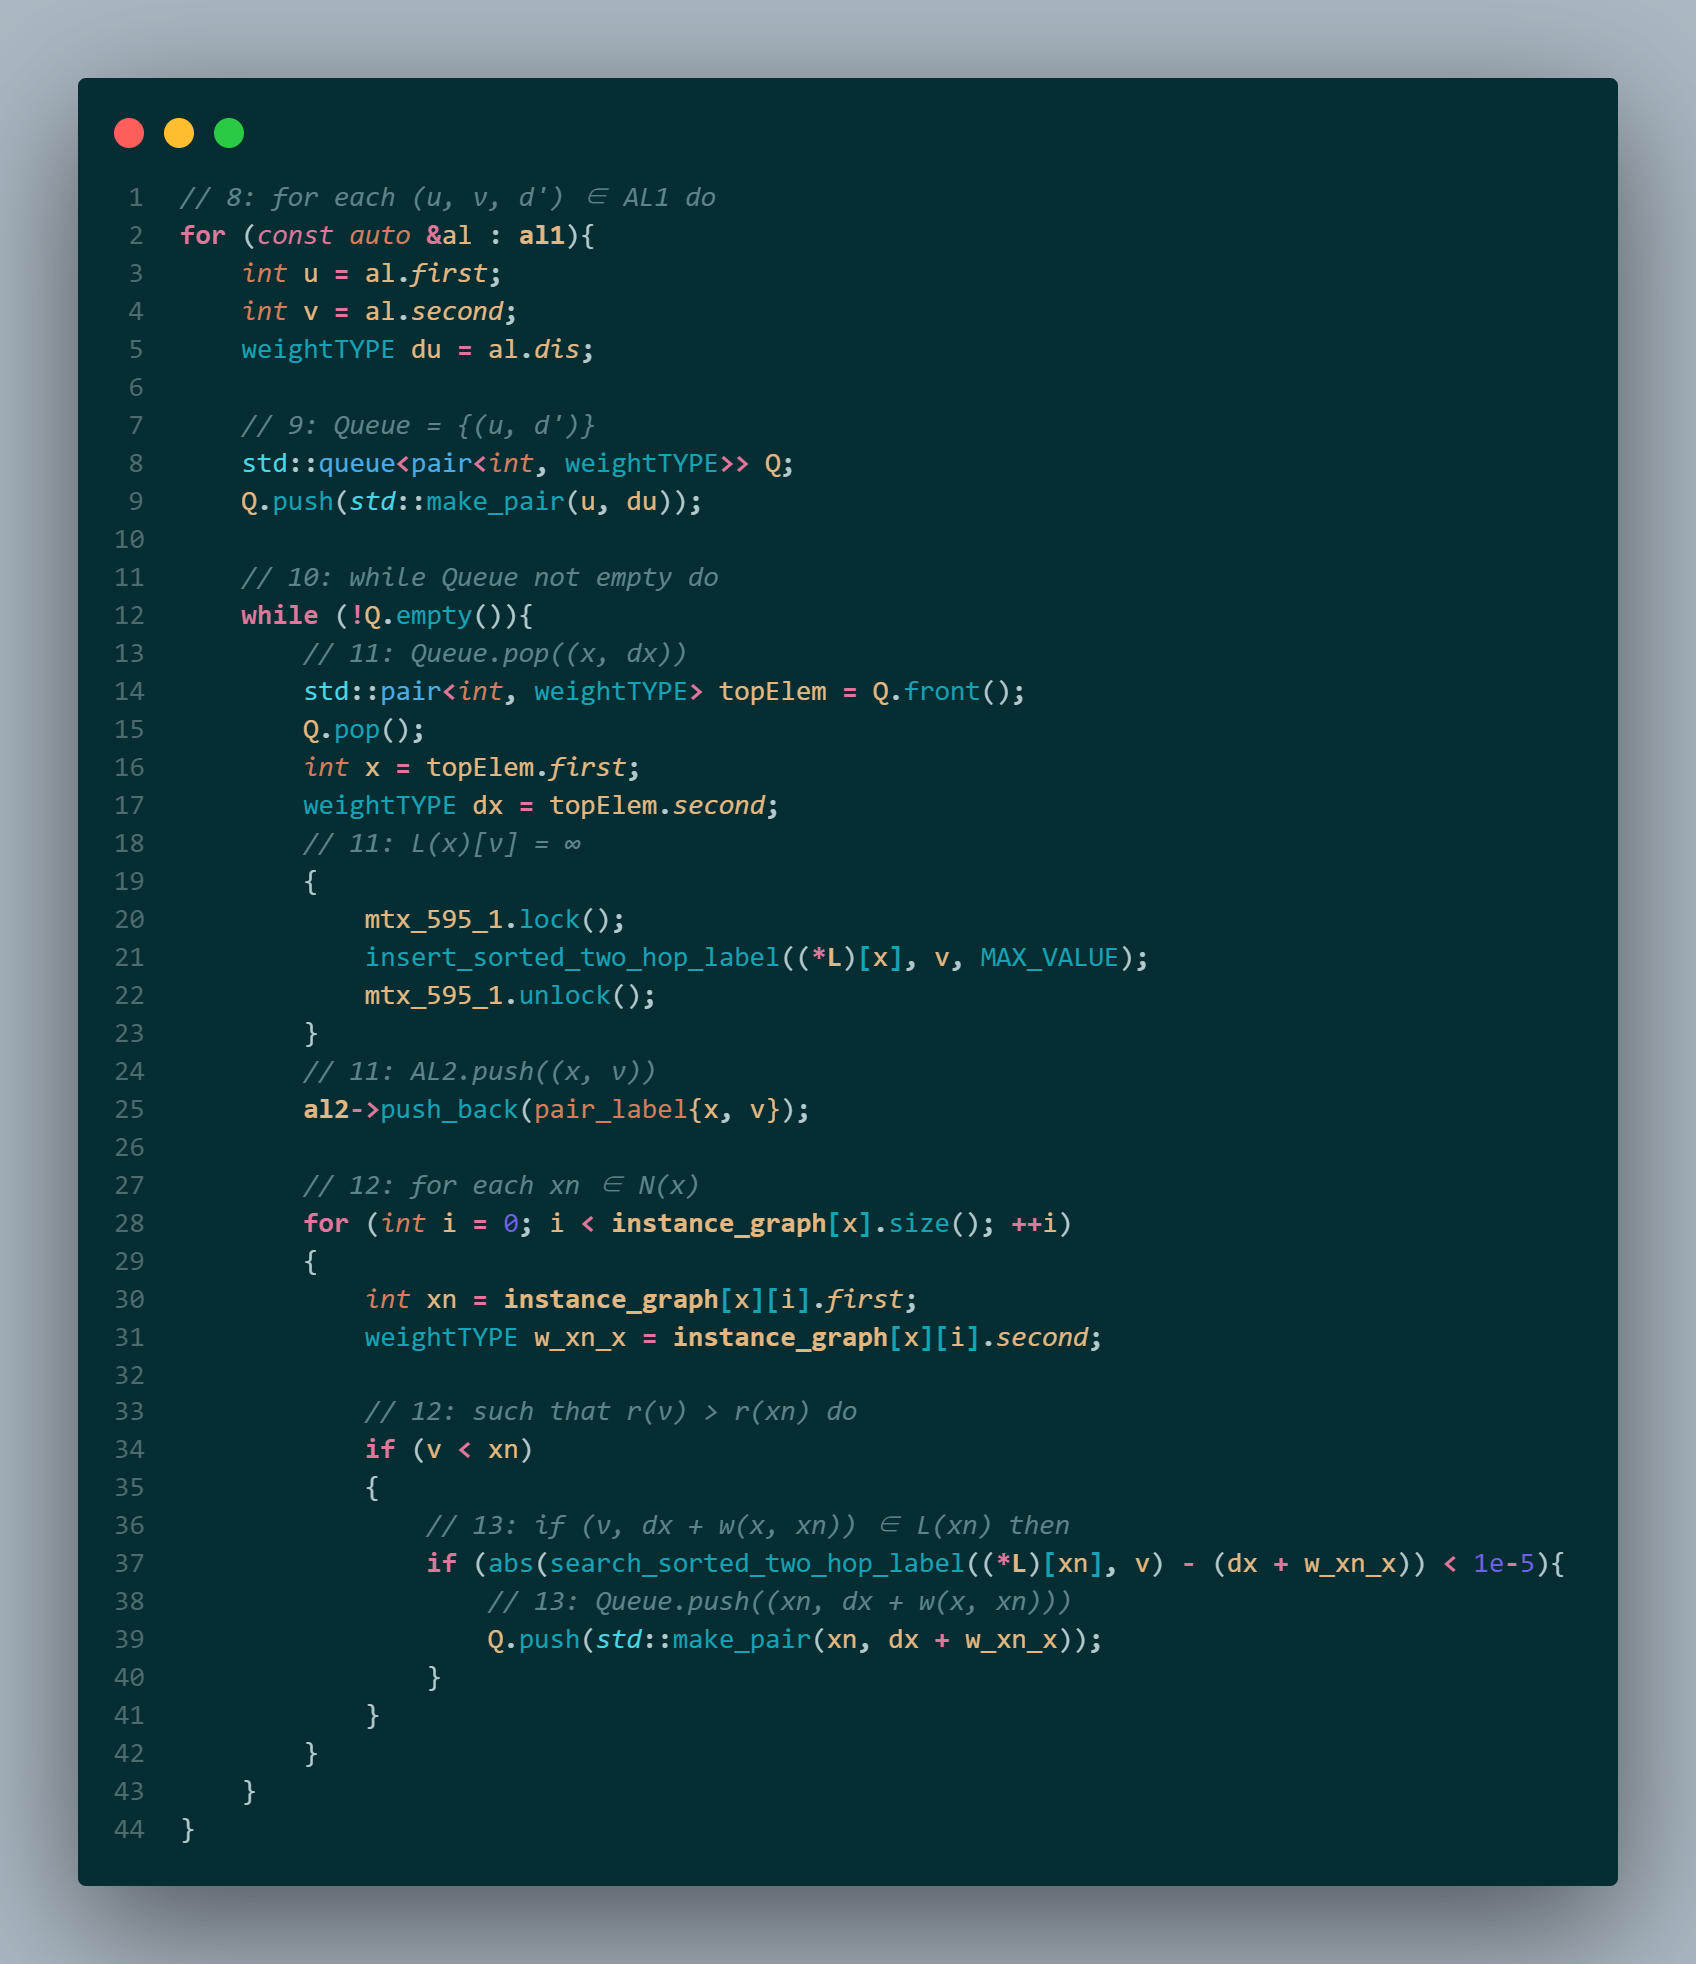 1 // 8: for each (u, v, d') ∈ AL1 do
2 for (const auto &al : al1){
3     int u = al.first;
4     int v = al.second;
5     weightTYPE du = al.dis;
6
7     // 9: Queue = {(u, d')}
8     std::queue<pair<int, weightTYPE>> Q;
9     Q.push(std::make_pair(u, du));
10
11     // 10: while Queue not empty do
12     while (!Q.empty()){
13         // 11: Queue.pop((x, dx))
14         std::pair<int, weightTYPE> topElem = Q.front();
15         Q.pop();
16         int x = topElem.first;
17         weightTYPE dx = topElem.second;
18         // 11: L(x)[v] = ∞
19         {
20             mtx_595_1.lock();
21             insert_sorted_two_hop_label((*L)[x], v, MAX_VALUE);
22             mtx_595_1.unlock();
23         }
24         // 11: AL2.push((x, v))
25         al2->push_back(pair_label{x, v});
26
27         // 12: for each xn ∈ N(x)
28         for (int i = 0; i < instance_graph[x].size(); ++i)
29         {
30             int xn = instance_graph[x][i].first;
31             weightTYPE w_xn_x = instance_graph[x][i].second;
32
33             // 12: such that r(v) > r(xn) do
34             if (v < xn)
35             {
36                 // 13: if (v, dx + w(x, xn)) ∈ L(xn) then
37                 if (abs(search_sorted_two_hop_label((*L)[xn], v) - (dx + w_xn_x)) < 1e-5){
38                     // 13: Queue.push((xn, dx + w(x, xn)))
39                     Q.push(std::make_pair(xn, dx + w_xn_x));
40                 }
41             }
42         }
43     }
44 }